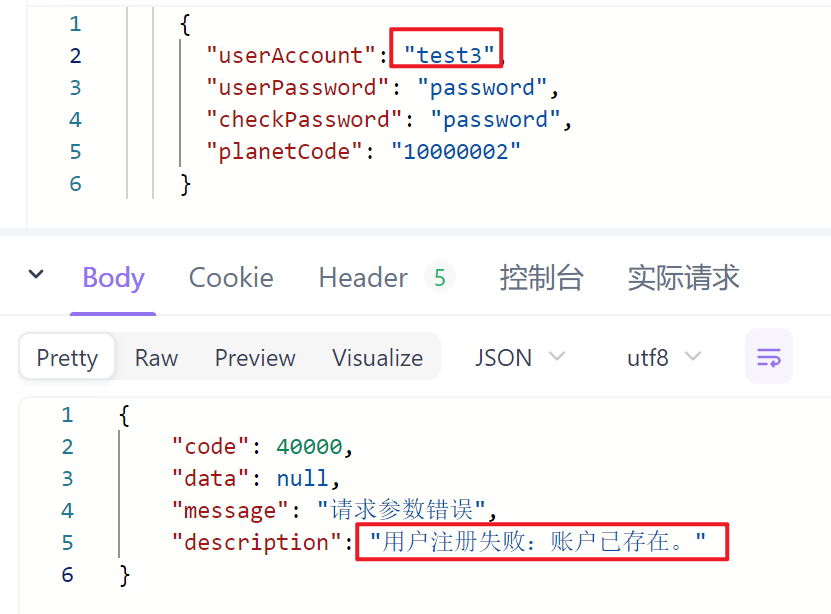 1 {
2 "userAccount": "test3",
3 "userPassword": "password",
4 "checkPassword": "password",
5 "planetCode": "10000002"
6 }
Body Cookie Header 5 控制台 实际请求
Pretty Raw Preview Visualize JSON utf8
1 {
2 "code": 40000,
3 "data": null,
4 "message": "请求参数错误",
5 "description": "用户注册失败：账户已存在。"
6 }